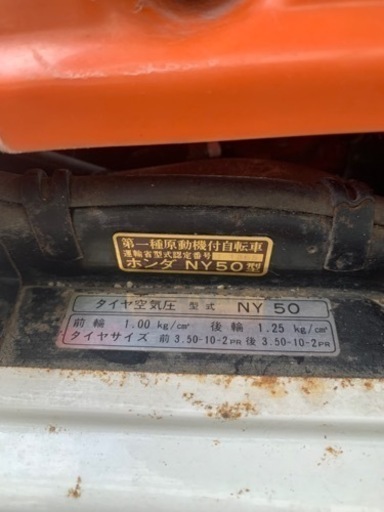 第一種原動機付自転車
運輸省型式認定番号
ホンダ NY50型
タイヤ空気圧 型式 NY 50
前輪 1.00 kg/cm² 後輪 1.25 kg/cm²
タイヤサイズ 前 3.50-10-2PR 後 3.50-10-2PR